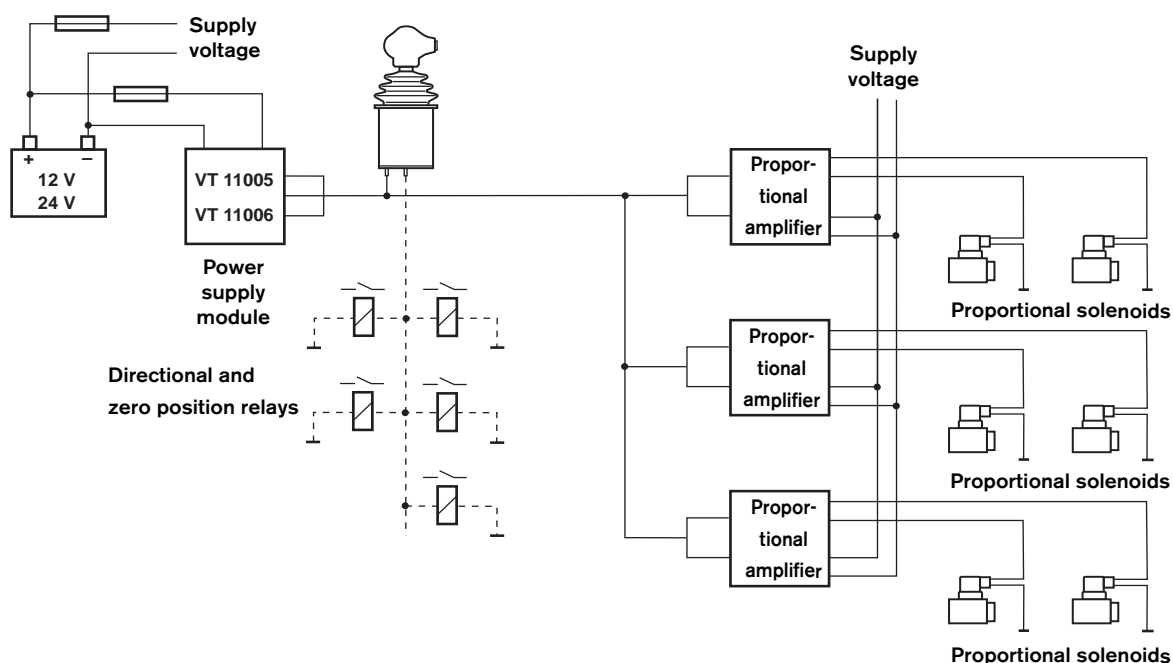 Supply
voltage
+ −
12 V
24 V
VT 11005
VT 11006
Power
supply
module
Directional and
zero position relays
Supply
voltage
Propor-
tional
amplifier
Proportional solenoids
Propor-
tional
amplifier
Proportional solenoids
Propor-
tional
amplifier
Proportional solenoids